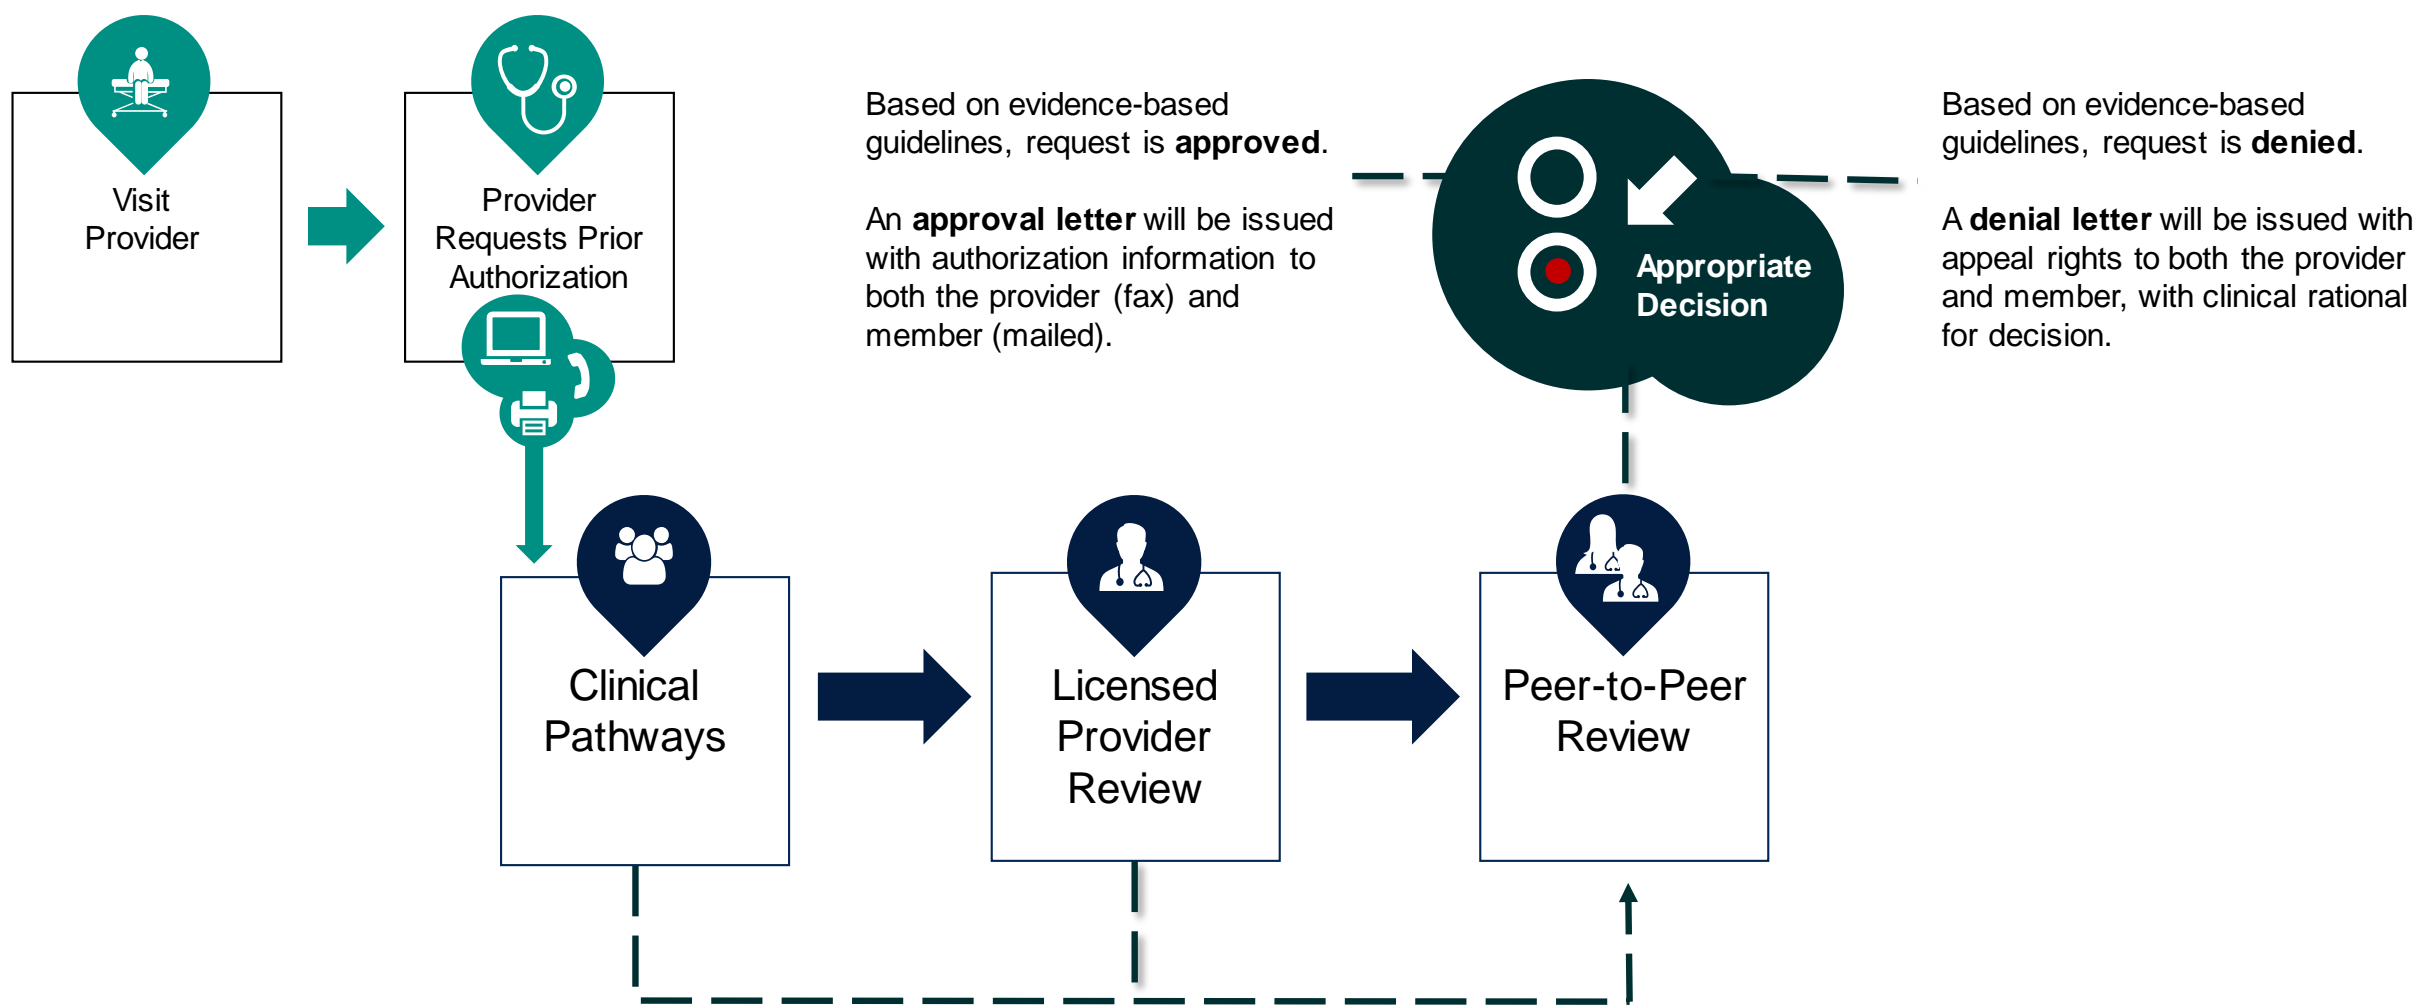 Visit
Provider
Provider
Requests Prior
Authorization
Based on evidence-based
guidelines, request is approved.
An approval letter will be issued
with authorization information to
both the provider (fax) and
member (mailed).
Appropriate
Decision
Based on evidence-based
guidelines, request is denied.
A denial letter will be issued with
appeal rights to both the provider
and member, with clinical rational
for decision.
Clinical
Pathways
Licensed
Provider
Review
Peer-to-Peer
Review